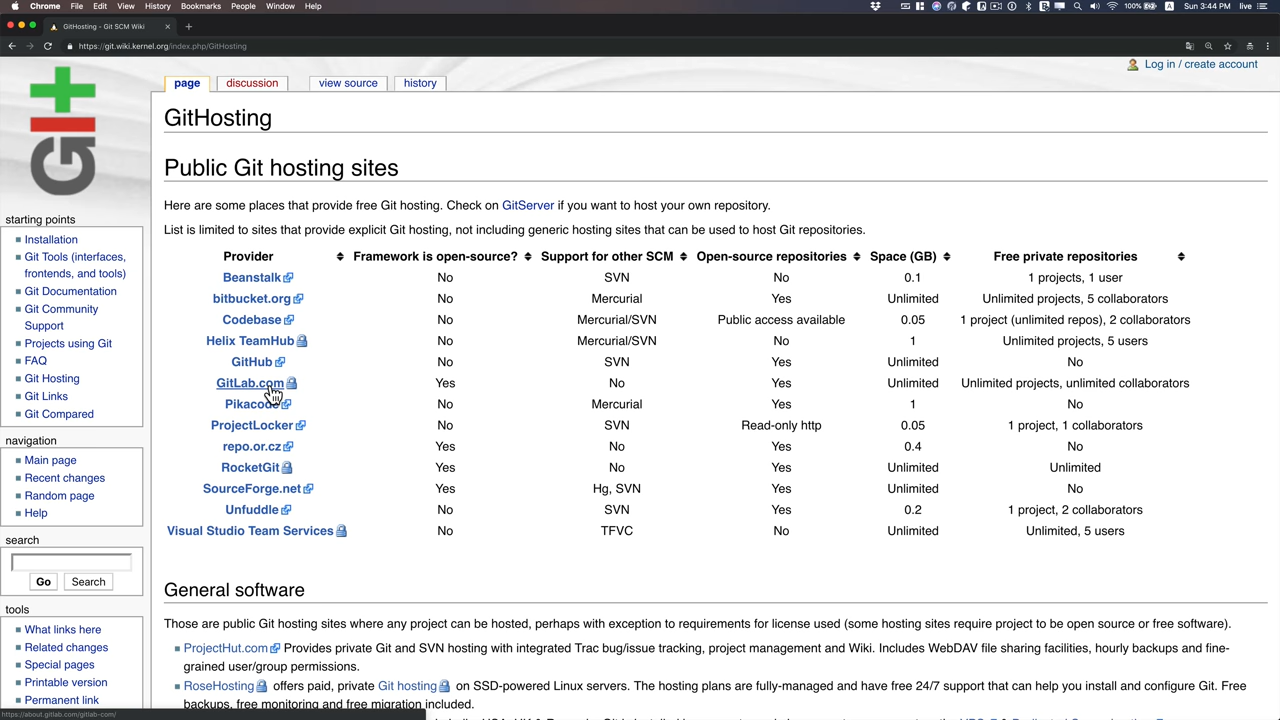 Chrome File Edit View History Bookmarks People Window Help 100% A Sun 3:44 PM live
GitHosting - Git SCM Wiki
https://git.wiki.kernel.org/index.php/GitHosting
Log in / create account
page discussion view source history
GIT
GitHosting
Public Git hosting sites
Here are some places that provide free Git hosting. Check on GitServer if you want to host your own repository.
List is limited to sites that provide explicit Git hosting, not including generic hosting sites that can be used to host Git repositories.
Provider Framework is open-source? Support for other SCM Open-source repositories Space (GB) Free private repositories
Beanstalk No SVN No 0.1 1 projects, 1 user
bitbucket.org No Mercurial Yes Unlimited Unlimited projects, 5 collaborators
Codebase No Mercurial/SVN Public access available 0.05 1 project (unlimited repos), 2 collaborators
Helix TeamHub No Mercurial/SVN No 1 Unlimited projects, 5 users
GitHub No SVN Yes Unlimited No
GitLab.com Yes No Yes Unlimited Unlimited projects, unlimited collaborators
Pikacode No Mercurial Yes 1 No
ProjectLocker No SVN Read-only http 0.05 1 project, 1 collaborators
repo.or.cz Yes No Yes 0.4 No
RocketGit Yes No Yes Unlimited Unlimited
SourceForge.net Yes Hg, SVN Yes Unlimited No
Unfuddle No SVN Yes 0.2 1 project, 2 collaborators
Visual Studio Team Services No TFVC No Unlimited Unlimited, 5 users
General software
Those are public Git hosting sites where any project can be hosted, perhaps with exception to requirements for license used (some hosting sites require project to be open source or free software).
ProjectHut.com Provides private Git and SVN hosting with integrated Trac bug/issue tracking, project management and Wiki. Includes WebDAV file sharing facilities, hourly backups and fine-
grained user/group permissions.
RoseHosting offers paid, private Git hosting on SSD-powered Linux servers. The hosting plans are fully-managed and have free 24/7 support that can help you install and configure Git. Free
backups, free monitoring and free migration included.
starting points
Installation
Git Tools (interfaces,
frontends, and tools)
Git Documentation
Git Community
Support
Projects using Git
FAQ
Git Hosting
Git Links
Git Compared
navigation
Main page
Recent changes
Random page
Help
search
Go Search
tools
What links here
Related changes
Special pages
Printable version
Permanent link
https://about.gitlab.com/gitlab-com/